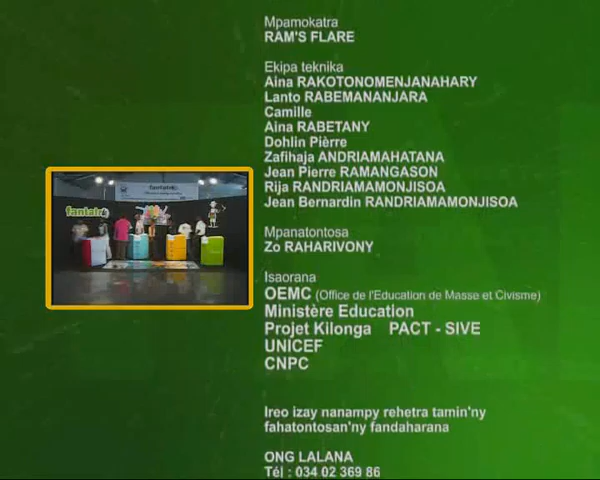 Mpamokatra
RAM'S FLARE
Ekipa teknika
Aina RAKOTONOMENJANAHARY
Lanto RABEMANANJARA
Camille
Aina RABETANY
Dohlin Pièrre
Zafihaja ANDRIAMAHATANA
Jean Pierre RAMANGASON
Rija RANDRIAMAMONJISOA
Jean Bernardin RANDRIAMAMONJISOA
Mpanatontosa
Zo RAHARIVONY
Isaorana
OEMC (Office de l'Education de Masse et Civisme)
Ministère Education
Projet Kilonga PACT - SIVE
UNICEF
CNPC
Ireo izay nanampy rehetra tamin'ny
fahatontosan'ny fandaharana
ONG LALANA
Tél : 034 02 369 86